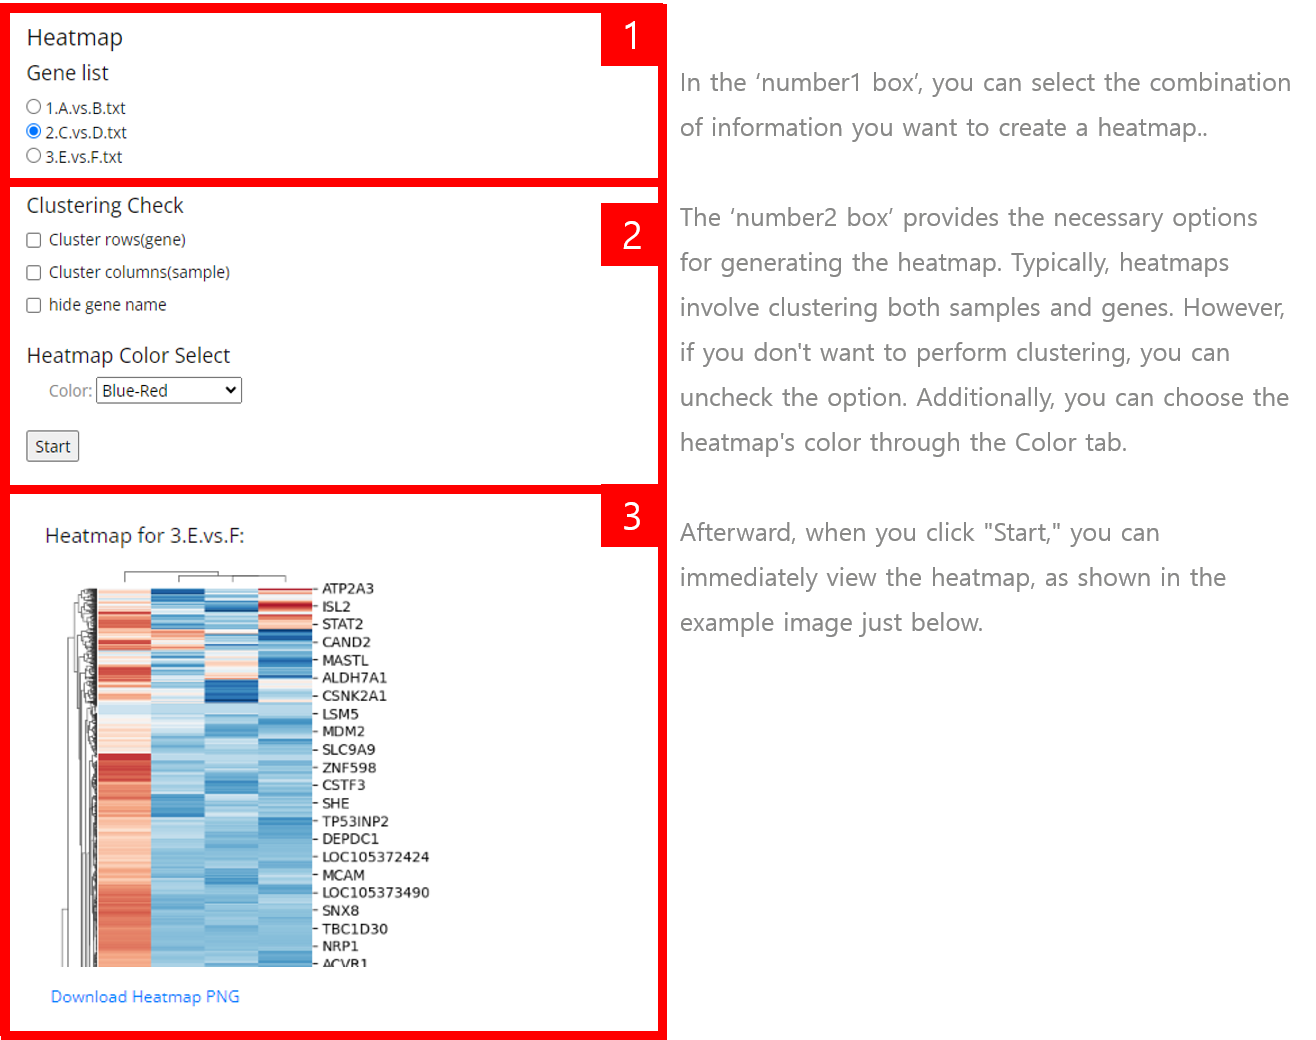 1
Heatmap
Gene list
1.A.vs.B.txt
2.C.vs.D.txt
3.E.vs.F.txt
2
Clustering Check
Cluster rows(gene)
Cluster columns(sample)
hide gene name
Heatmap Color Select
Color: Blue-Red
Start
3
Heatmap for 3.E.vs.F:
ATP2A3
ISL2
STAT2
CAND2
MASTL
ALDH7A1
CSNK2A1
LSM5
MDM2
SLC9A9
ZNF598
CSTF3
SHE
TP53INP2
DEPDC1
LOC105372424
MCAM
LOC105373490
SNX8
TBC1D30
NRP1
ACVR1
Download Heatmap PNG
In the ‘number1 box’, you can select the combination
of information you want to create a heatmap..
The ‘number2 box’ provides the necessary options
for generating the heatmap. Typically, heatmaps
involve clustering both samples and genes. However,
if you don't want to perform clustering, you can
uncheck the option. Additionally, you can choose the
heatmap's color through the Color tab.
Afterward, when you click "Start," you can
immediately view the heatmap, as shown in the
example image just below.